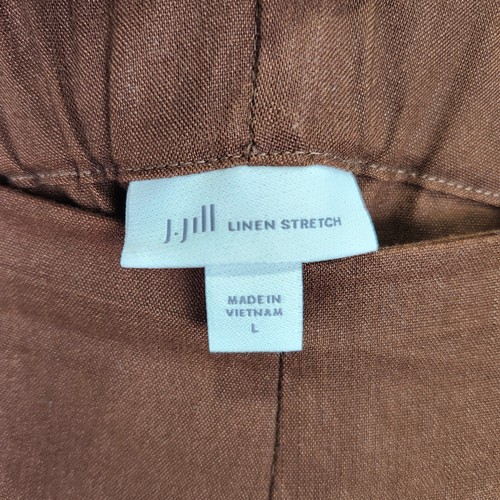 J.Jill LINEN STRETCH
MADE IN
VIETNAM
L